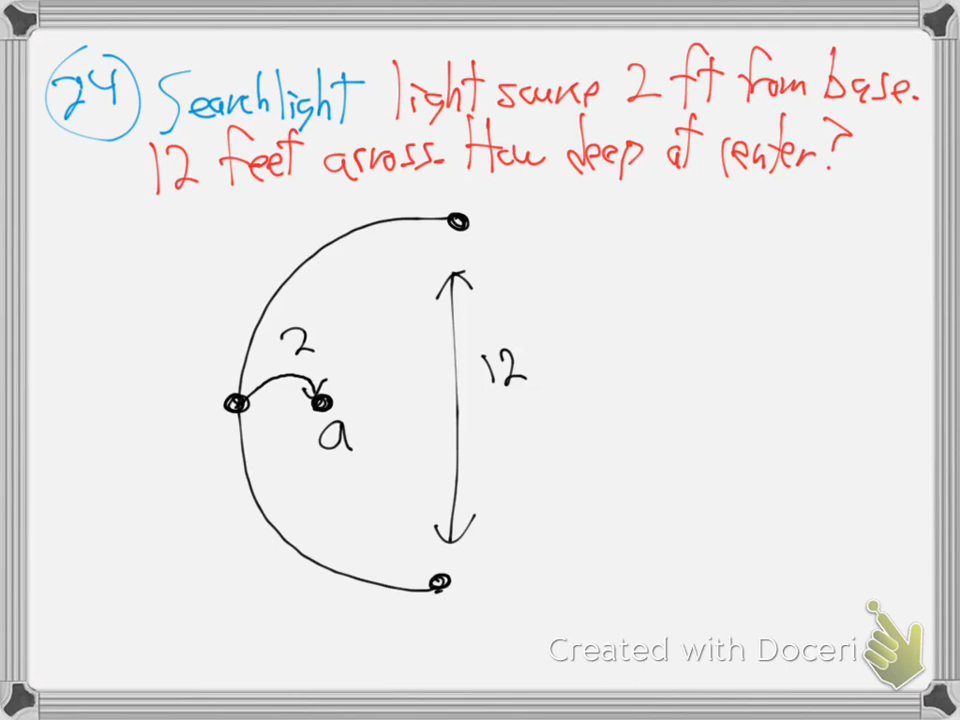 24 Searchlight light source 2 ft from base.
12 feet across. How deep at center?
2
12
a
Created with Doceri